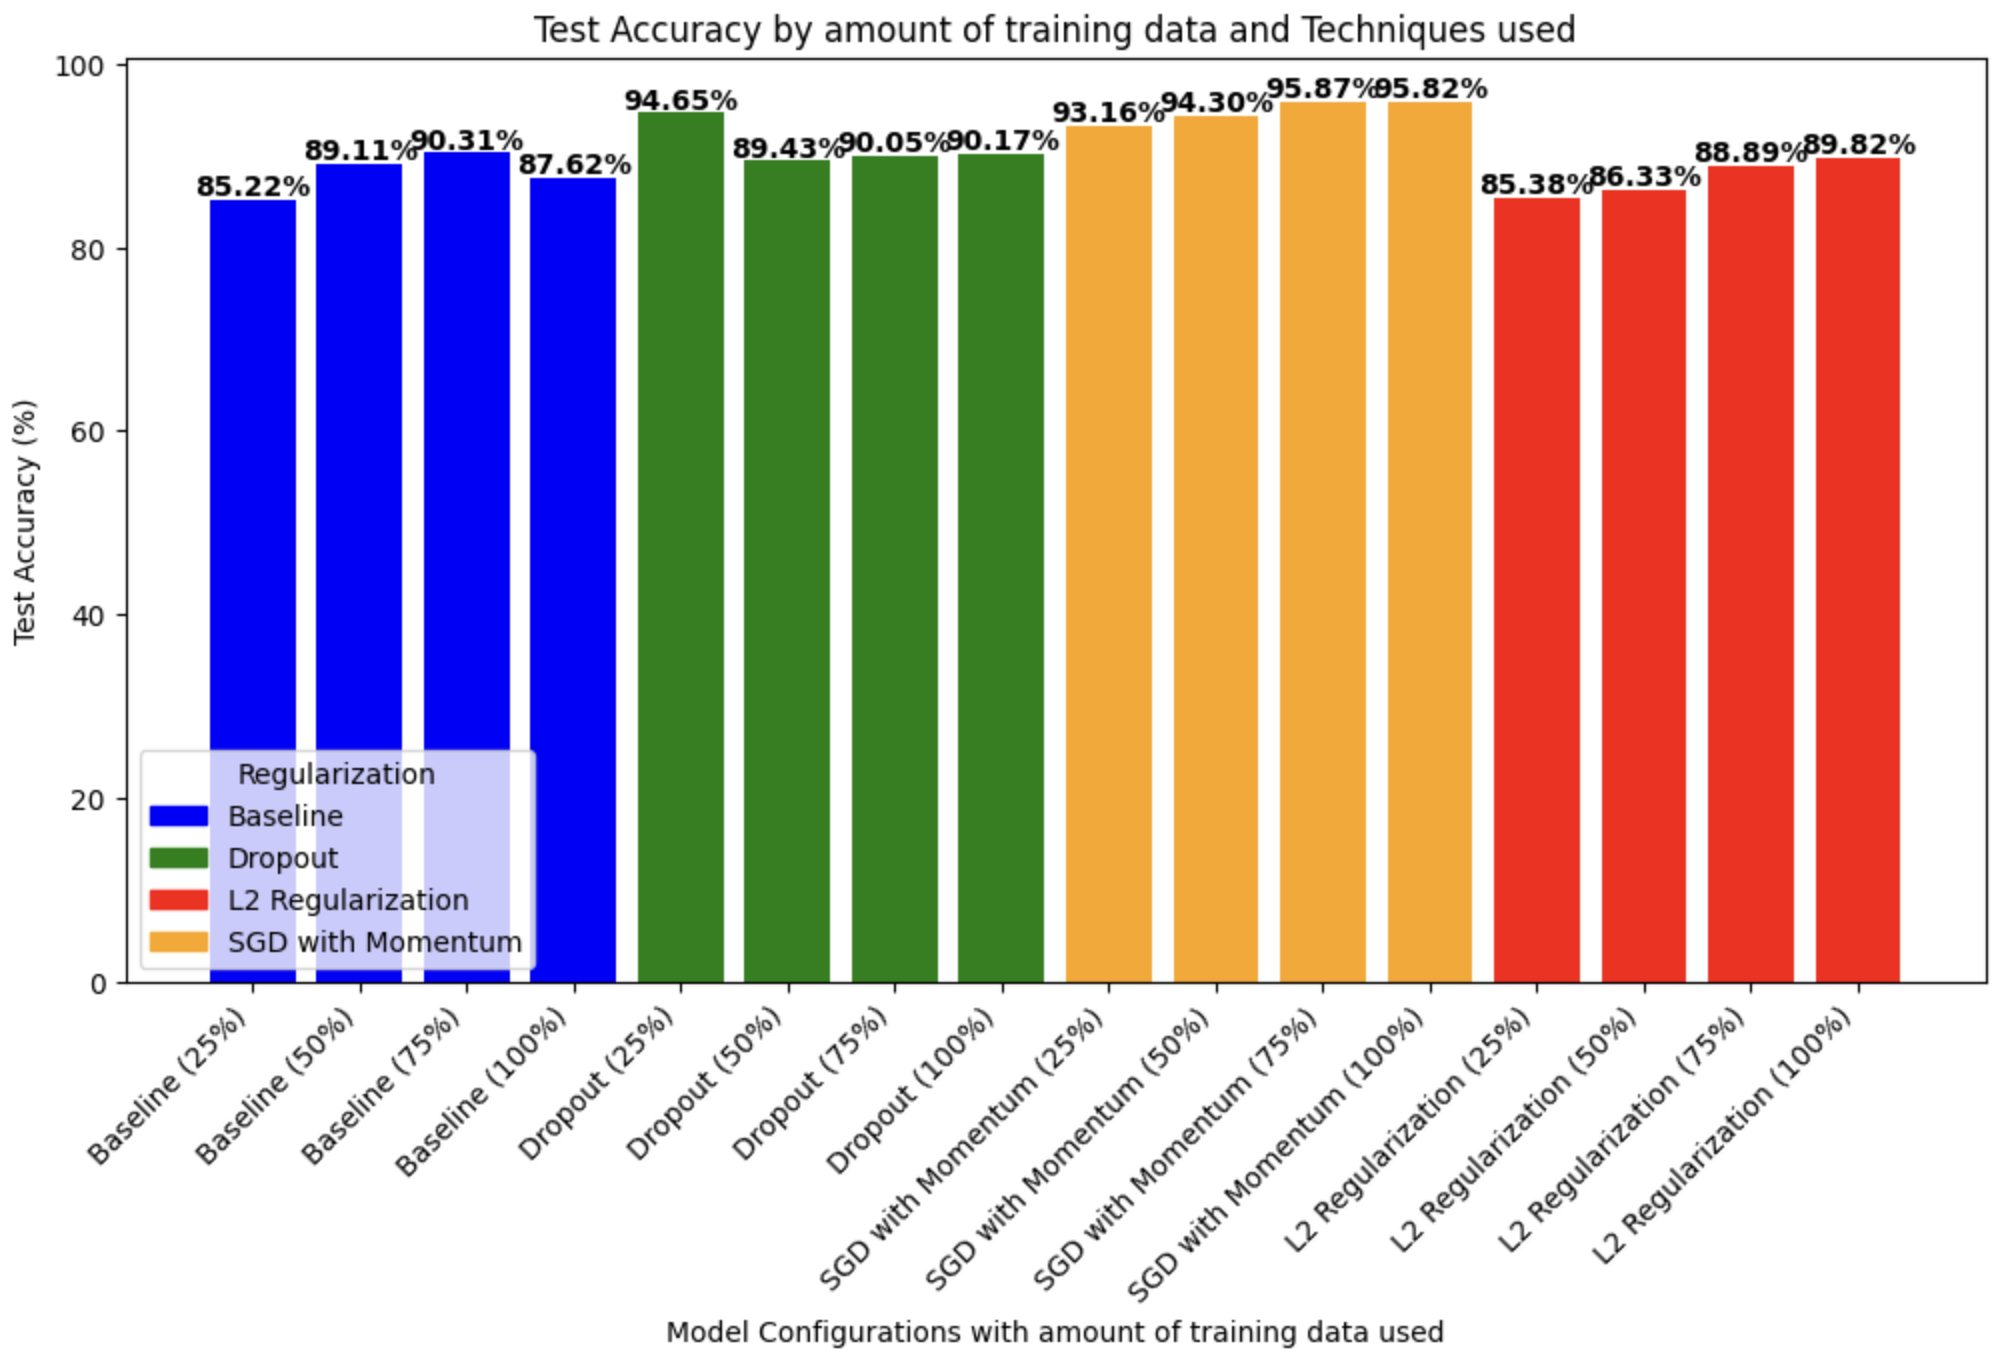 Test Accuracy by amount of training data and Techniques used
Test Accuracy (%)
100
80
60
40
20
0
85.22%
89.11%
90.31%
87.62%
94.65%
89.43%
90.05%
90.17%
93.16%
94.30%
95.87%
95.82%
85.38%
86.33%
88.89%
89.82%
Regularization
Baseline
Dropout
L2 Regularization
SGD with Momentum
Baseline (25%)
Baseline (50%)
Baseline (75%)
Baseline (100%)
Dropout (25%)
Dropout (50%)
Dropout (75%)
Dropout (100%)
SGD with Momentum (25%)
SGD with Momentum (50%)
SGD with Momentum (75%)
SGD with Momentum (100%)
L2 Regularization (25%)
L2 Regularization (50%)
L2 Regularization (75%)
L2 Regularization (100%)
Model Configurations with amount of training data used